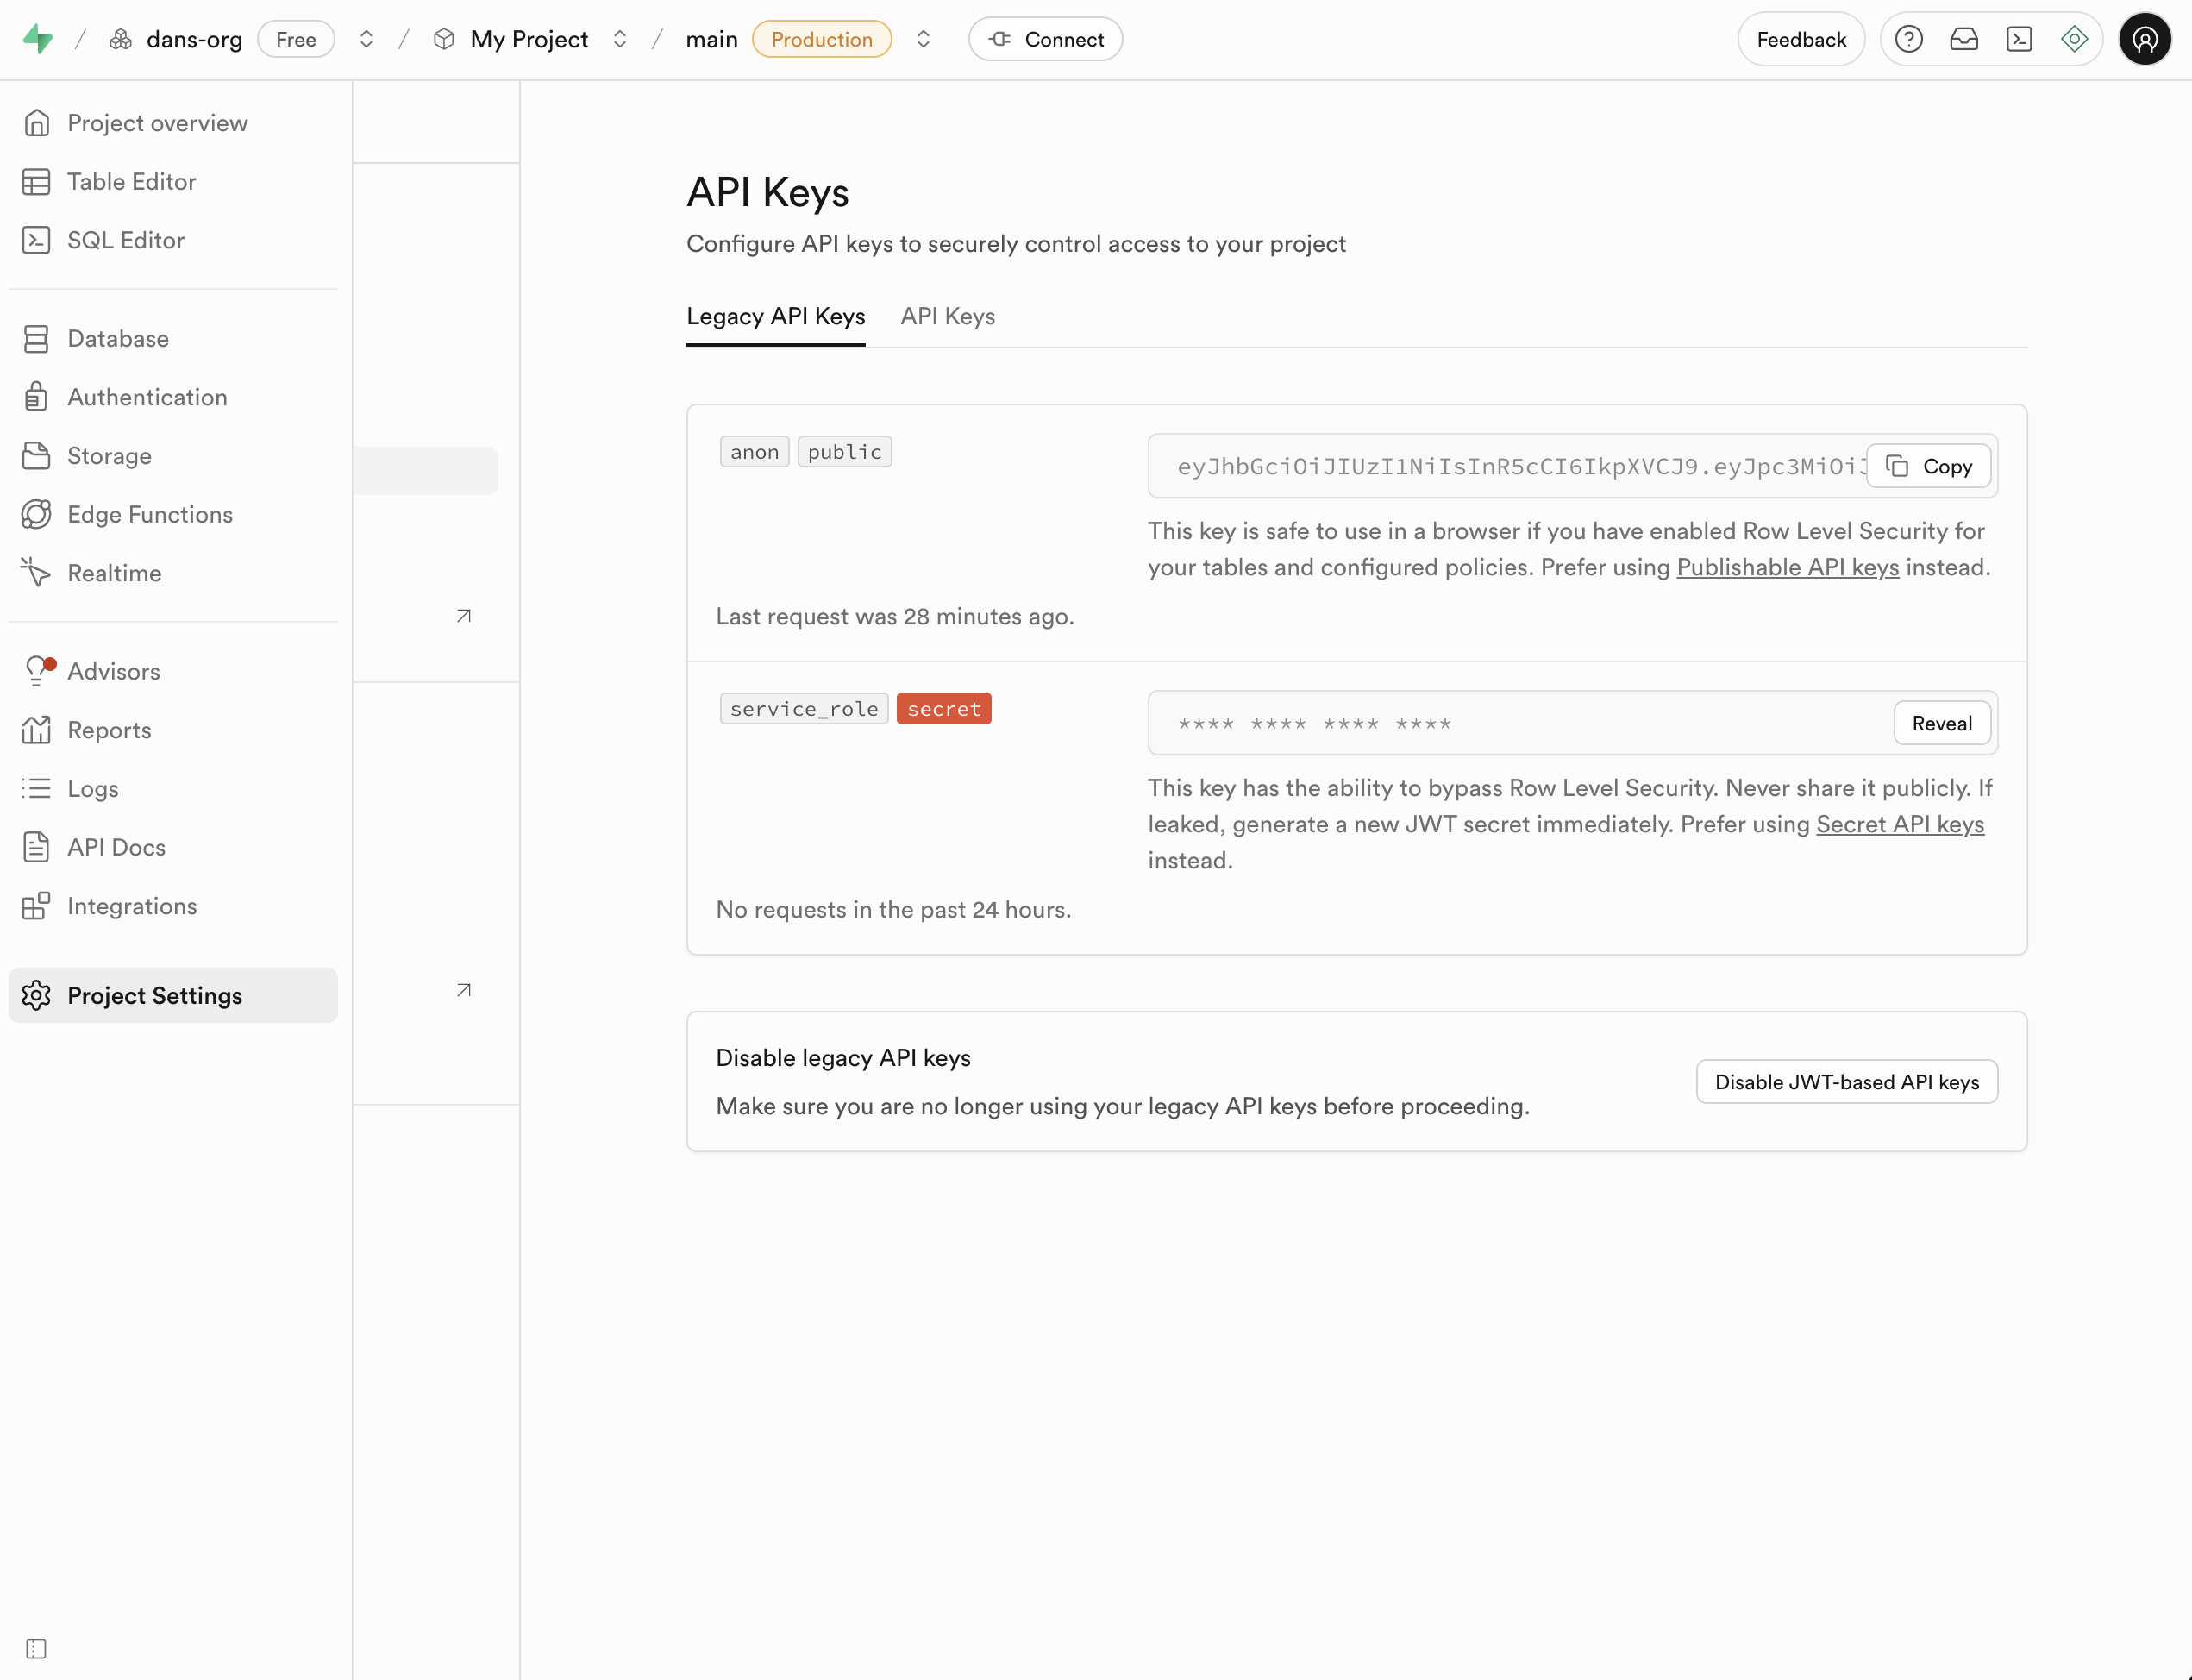 dans-org Free My Project main Production Connect Feedback
Project overview
Table Editor
SQL Editor
Database
Authentication
Storage
Edge Functions
Realtime
Advisors
Reports
Logs
API Docs
Integrations
Project Settings
API Keys
Configure API keys to securely control access to your project
Legacy API Keys API Keys
anon public
eyJhbGciOiJIUzI1NiIsInR5cCI6IkpXVCJ9.eyJpc3MiOiJ Copy
This key is safe to use in a browser if you have enabled Row Level Security for
your tables and configured policies. Prefer using Publishable API keys instead.
Last request was 28 minutes ago.
service_role secret
**** **** **** **** Reveal
This key has the ability to bypass Row Level Security. Never share it publicly. If
leaked, generate a new JWT secret immediately. Prefer using Secret API keys
instead.
No requests in the past 24 hours.
Disable legacy API keys
Make sure you are no longer using your legacy API keys before proceeding.
Disable JWT-based API keys